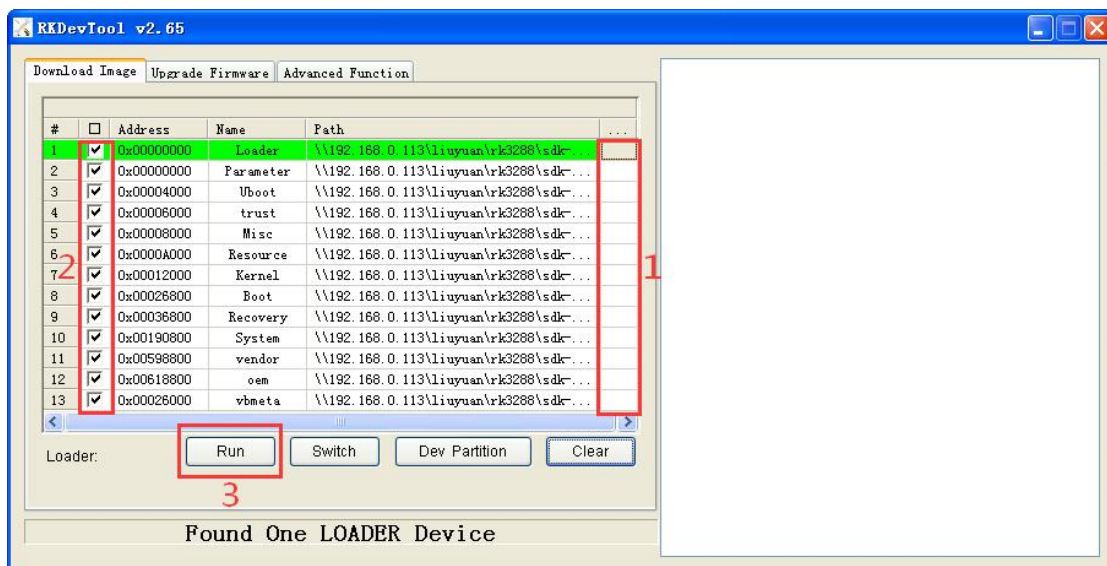 RKDevTool v2.65
Download Image Upgrade Firmware Advanced Function
# Address Name Path ...
1 0x00000000 Loader \\192.168.0.113\liuyuan\rk3288\sdk-...
2 0x00000000 Parameter \\192.168.0.113\liuyuan\rk3288\sdk-...
3 0x00004000 Uboot \\192.168.0.113\liuyuan\rk3288\sdk-...
4 0x00006000 trust \\192.168.0.113\liuyuan\rk3288\sdk-...
5 0x00008000 Misc \\192.168.0.113\liuyuan\rk3288\sdk-...
6 0x0000A000 Resource \\192.168.0.113\liuyuan\rk3288\sdk-...
7 2 0x00012000 Kernel \\192.168.0.113\liuyuan\rk3288\sdk-... 1
8 0x00026800 Boot \\192.168.0.113\liuyuan\rk3288\sdk-...
9 0x00036800 Recovery \\192.168.0.113\liuyuan\rk3288\sdk-...
10 0x00190800 System \\192.168.0.113\liuyuan\rk3288\sdk-...
11 0x00598800 vendor \\192.168.0.113\liuyuan\rk3288\sdk-...
12 0x00618800 oem \\192.168.0.113\liuyuan\rk3288\sdk-...
13 0x00026000 vbmeta \\192.168.0.113\liuyuan\rk3288\sdk-...
Loader: Run Switch Dev Partition Clear
3
Found One LOADER Device